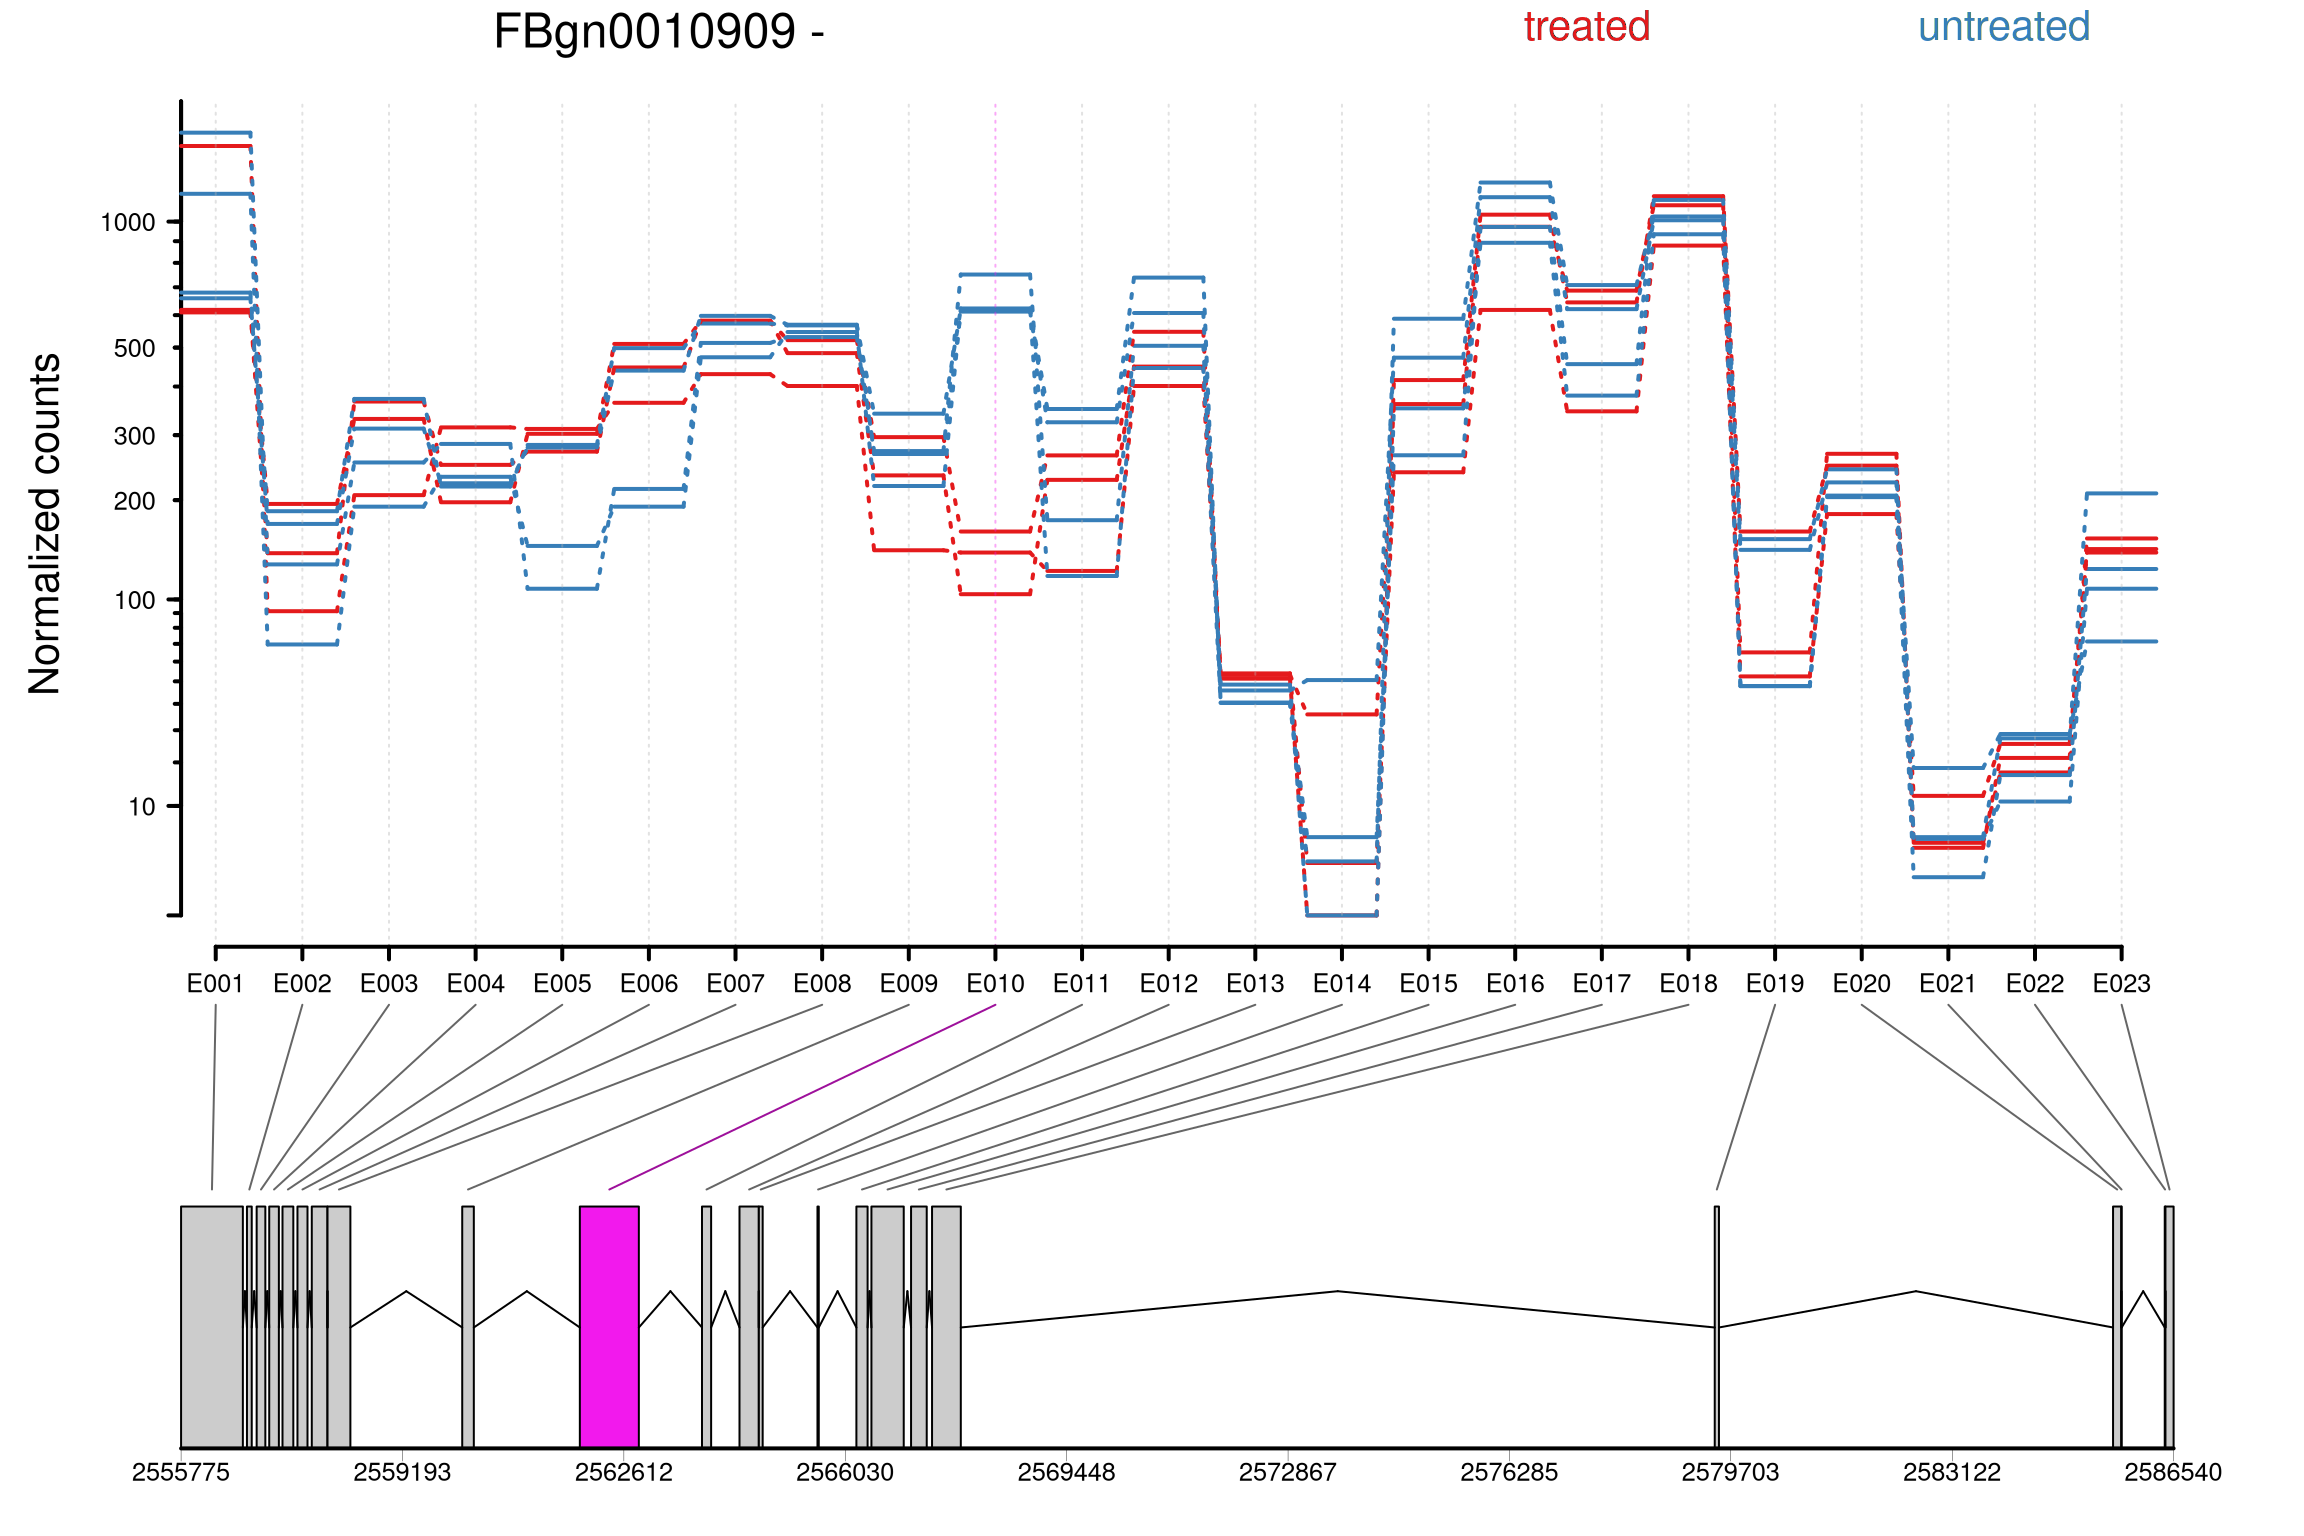 FBgn0010909 - treated untreated
Normalized counts
1000
500
300
200
100
10
E001 E002 E003 E004 E005 E006 E007 E008 E009 E010 E011 E012 E013 E014 E015 E016 E017 E018 E019 E020 E021 E022 E023
2555775 2559193 2562612 2566030 2569448 2572867 2576285 2579703 2583122 2586540